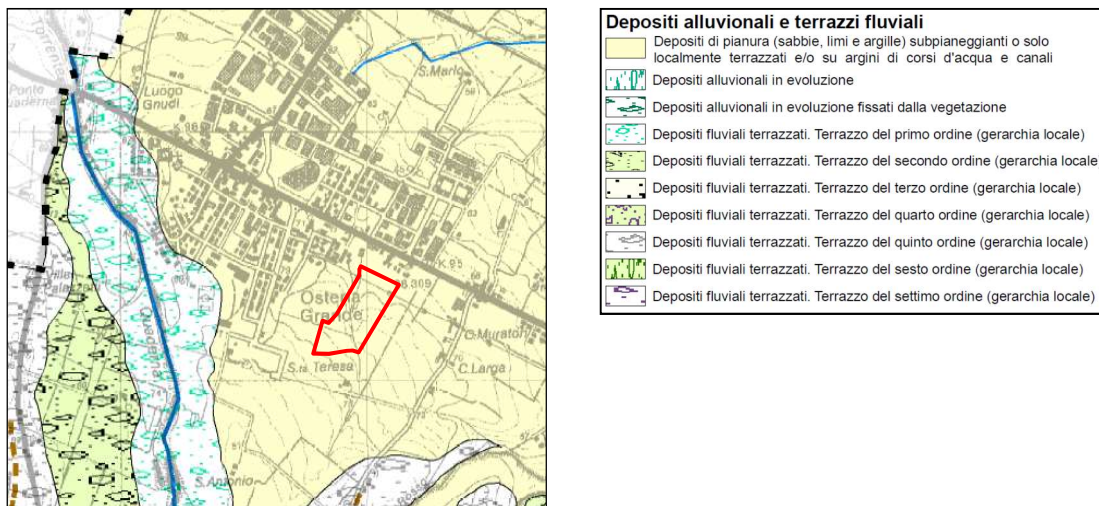 Torrente
Ponte
Luogo
Gnudi
S.Mario
K.95
S.309
Osteria
Grande
Villa
S.ta Teresa
C.Muratori
C.Larga
Quaderna
S.Antonio
Depositi alluvionali e terrazzi fluviali
Depositi di pianura (sabbie, limi e argille) subpianeggianti o solo
localmente terrazzati e/o su argini di corsi d'acqua e canali
Depositi alluvionali in evoluzione
Depositi alluvionali in evoluzione fissati dalla vegetazione
Depositi fluviali terrazzati. Terrazzo del primo ordine (gerarchia locale)
Depositi fluviali terrazzati. Terrazzo del secondo ordine (gerarchia locale)
Depositi fluviali terrazzati. Terrazzo del terzo ordine (gerarchia locale)
Depositi fluviali terrazzati. Terrazzo del quarto ordine (gerarchia locale)
Depositi fluviali terrazzati. Terrazzo del quinto ordine (gerarchia locale)
Depositi fluviali terrazzati. Terrazzo del sesto ordine (gerarchia locale)
Depositi fluviali terrazzati. Terrazzo del settimo ordine (gerarchia locale)